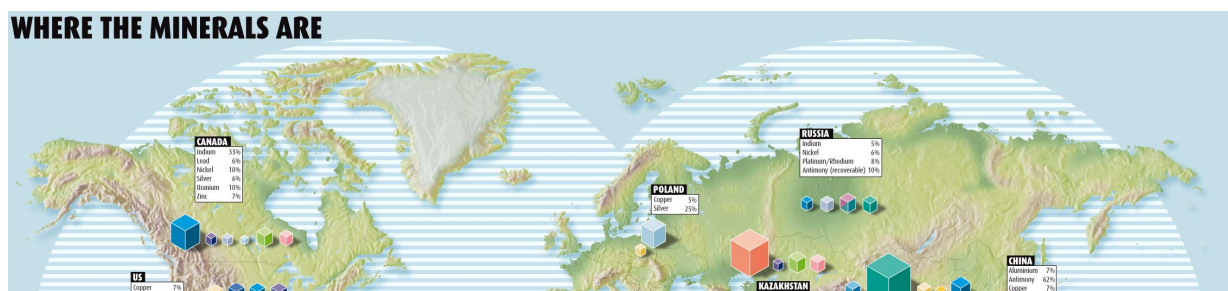 WHERE THE MINERALS ARE
CANADA
Indium 33%
Lead 6%
Nickel 10%
Silver 6%
Uranium 10%
Zinc 7%
RUSSIA
Indium 5%
Nickel 6%
Platinum/Rhodium 8%
Antimony (recoverable) 10%
POLAND
Copper 3%
Silver 25%
US
Copper 7%
KAZAKHSTAN
CHINA
Aluminium 7%
Antimony 62%
Copper 7%